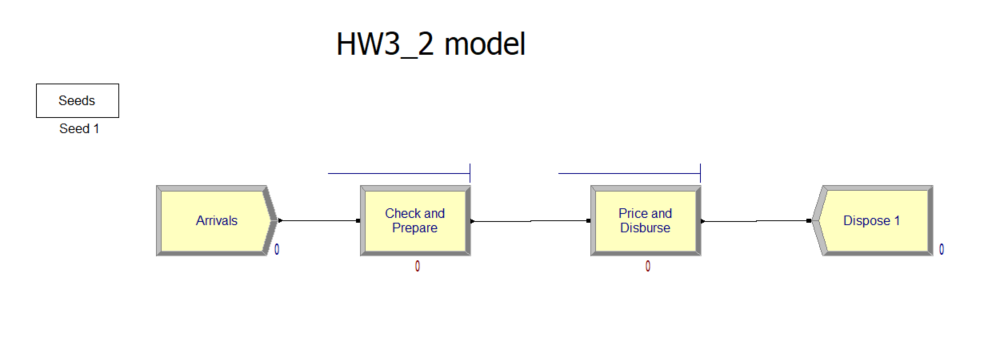 HW3_2 model
Seeds
Seed 1
Arrivals
0
Check and
Prepare
0
Price and
Disburse
0
Dispose 1
0